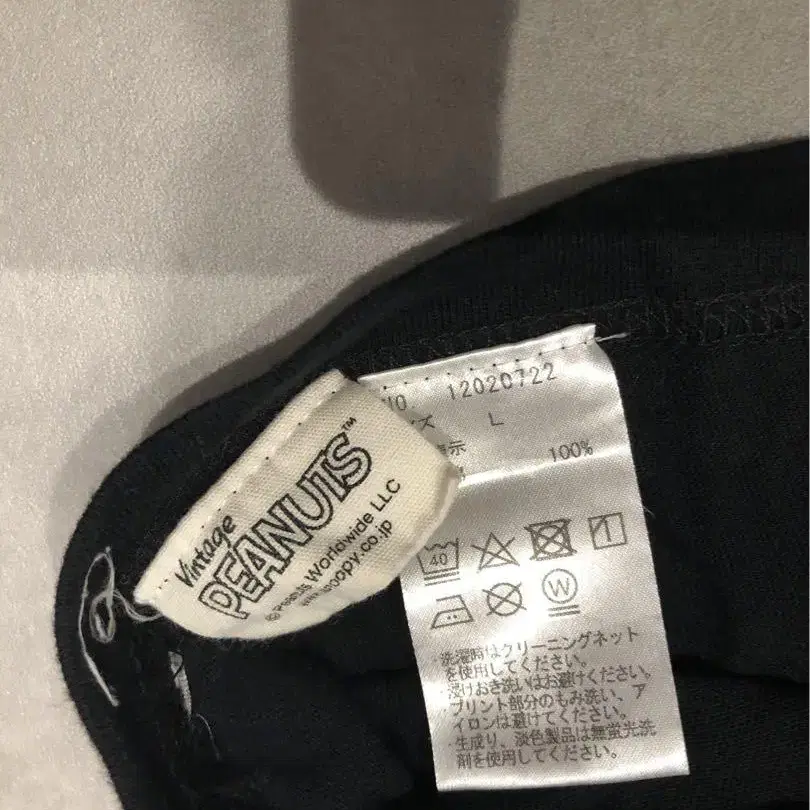 Vintage
PEANUTS™
© Peanuts Worldwide LLC
www.snoopy.co.jp
12020722
L
100%
40
W
・洗濯時はクリーニングネット
を使用してください。
・浸けおき洗いはお避けください。
プリント部分のもみ洗い、ア
イロンは避けてください。
・生成り、淡色製品は無蛍光洗
剤を使用してください。